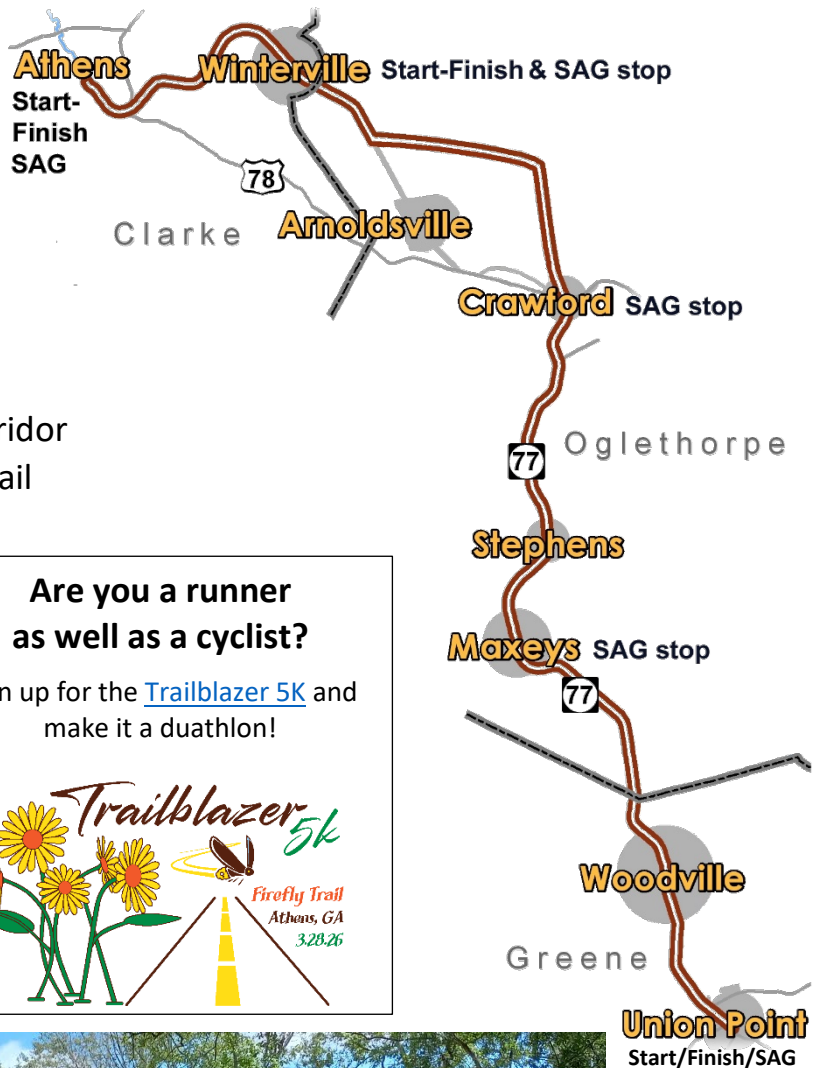 Athens
Start-
Finish
SAG
Winterville
Start-Finish & SAG stop
78
Clarke
Arnoldsville
Crawford
SAG stop
77
Oglethorpe
Stephens
Maxeys
SAG stop
77
Woodville
Greene
Union Point
Start/Finish/SAG
ail
Are you a runner
as well as a cyclist?
up for the Trailblazer 5K and
make it a duathlon!
Trailblazer
5k
Firefly Trail
Athens, GA
3.28.26